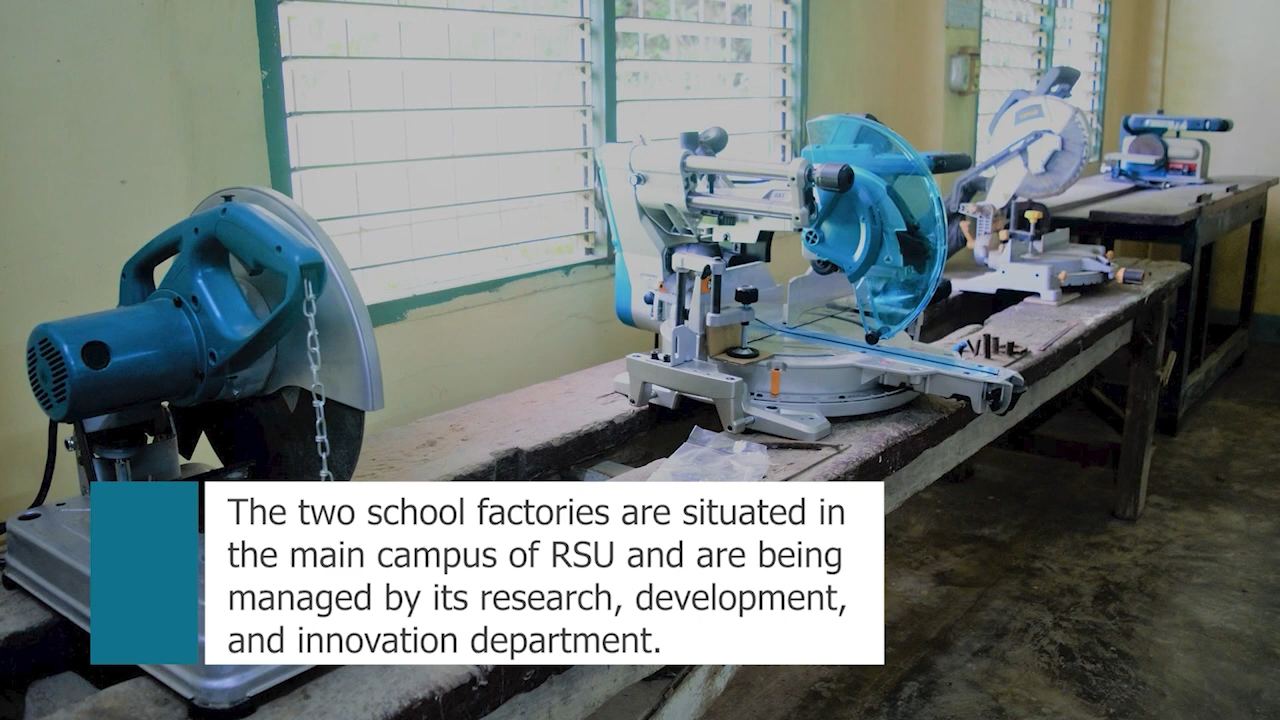 The two school factories are situated in
the main campus of RSU and are being
managed by its research, development,
and innovation department.